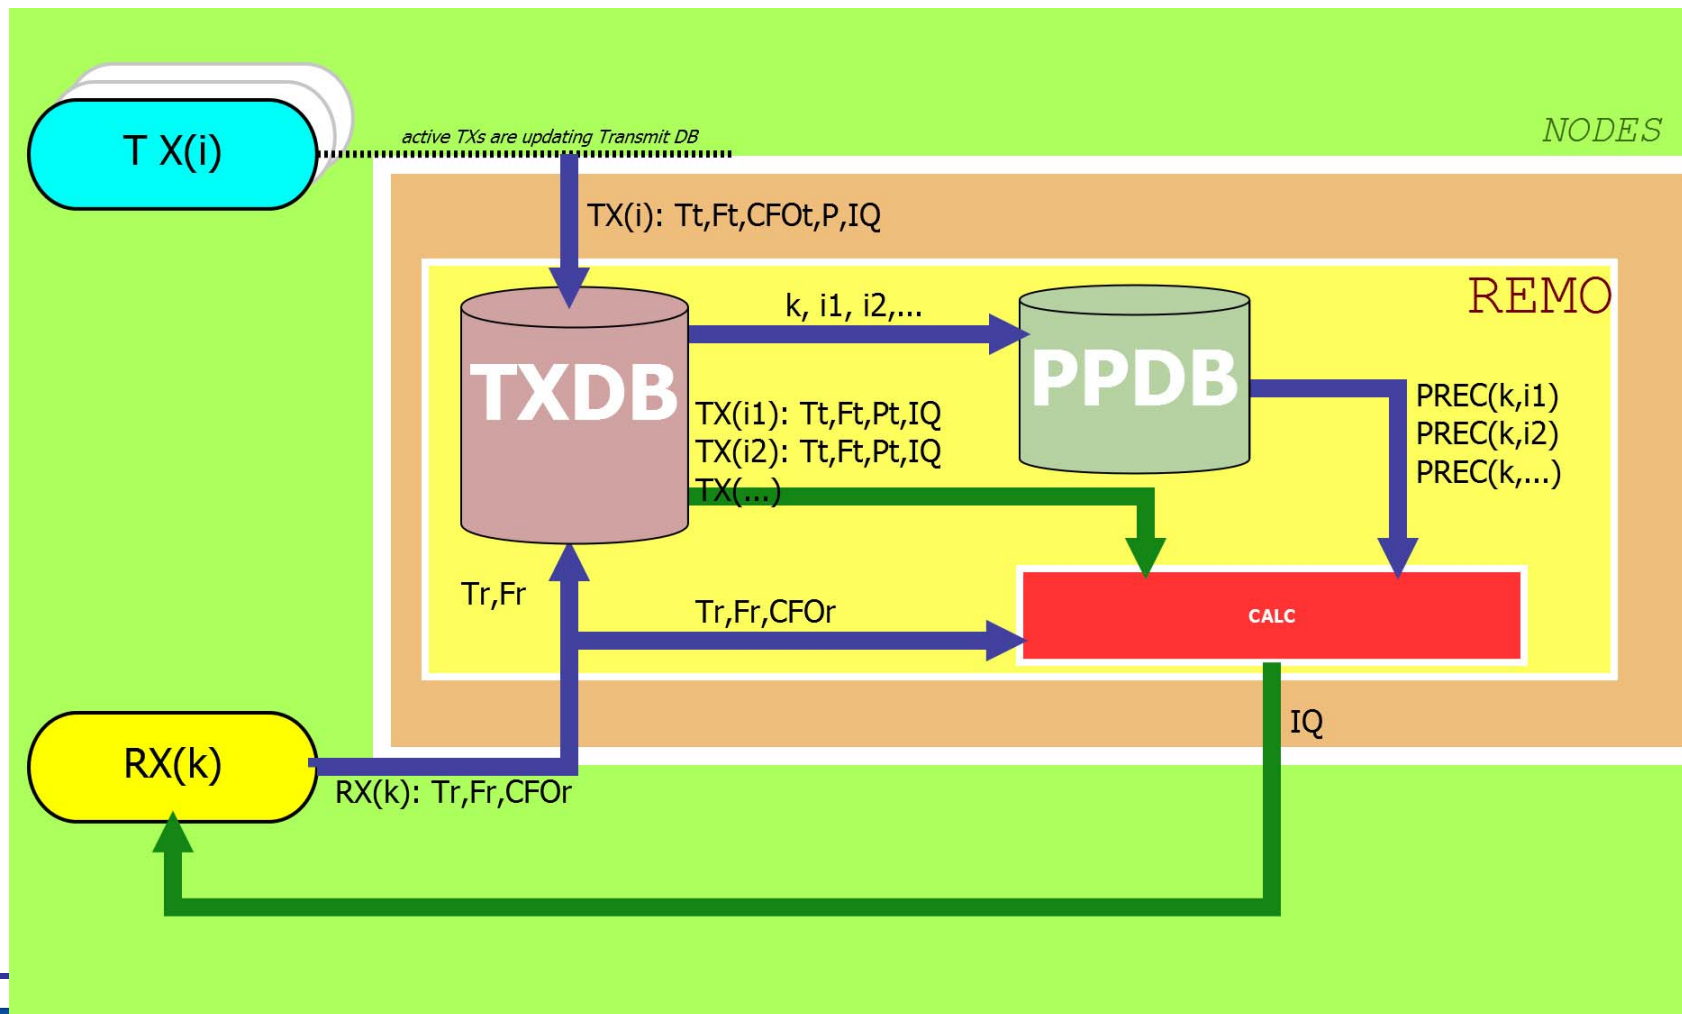 active TXs are updating Transmit DB
T X(i)
NODES
TX(i): Tt,Ft,CFOt,P,IQ
REMO
k, i1, i2,...
TXDB
PPDB
TX(i1): Tt,Ft,Pt,IQ
TX(i2): Tt,Ft,Pt,IQ
TX(...)
PREC(k,i1)
PREC(k,i2)
PREC(k,...)
Tr,Fr
Tr,Fr,CFOr
CALC
IQ
RX(k)
RX(k): Tr,Fr,CFOr